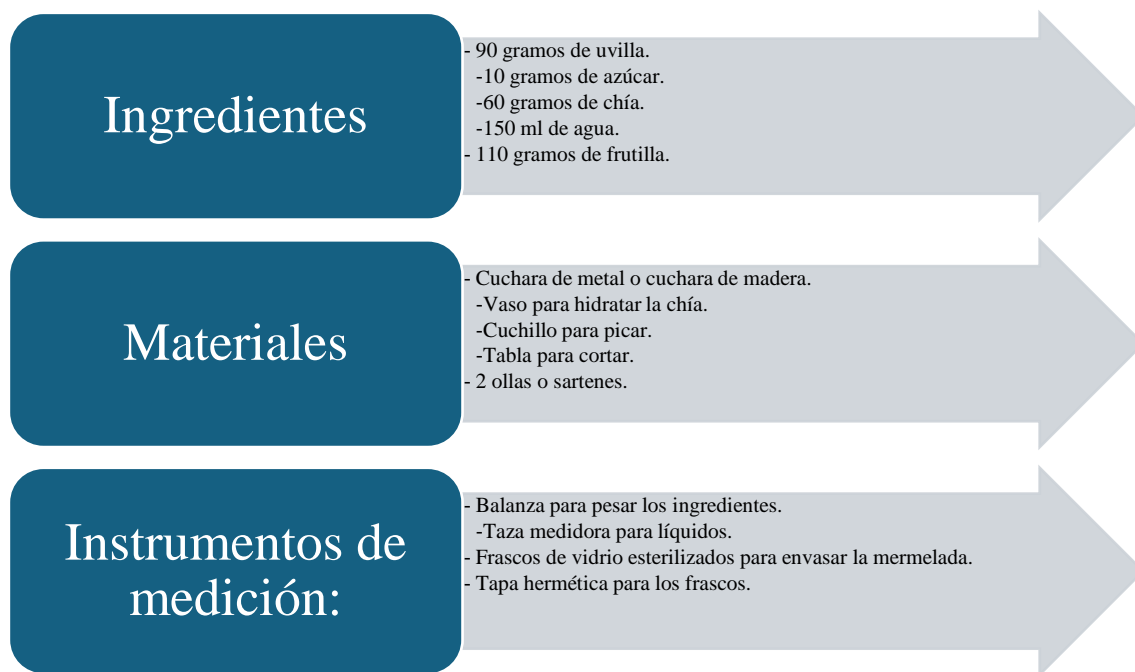 Ingredientes
- 90 gramos de uvilla.
-10 gramos de azúcar.
-60 gramos de chía.
-150 ml de agua.
- 110 gramos de frutilla.
Materiales
- Cuchara de metal o cuchara de madera.
-Vaso para hidratar la chía.
-Cuchillo para picar.
-Tabla para cortar.
- 2 ollas o sartenes.
Instrumentos de
medición:
- Balanza para pesar los ingredientes.
-Taza medidora para líquidos.
- Frascos de vidrio esterilizados para envasar la mermelada.
- Tapa hermética para los frascos.